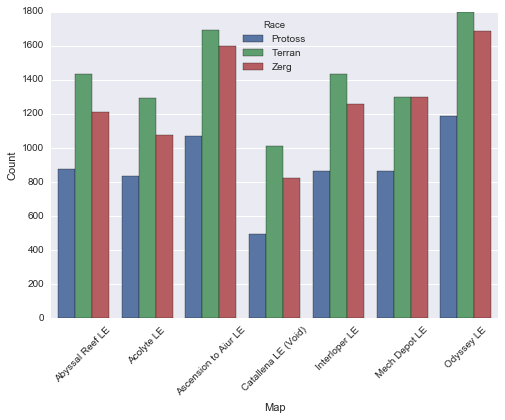 1800
1600
1400
1200
1000
800
600
400
200
0
Count
Race
Protoss
Terran
Zerg
Abyssal Reef LE
Acolyte LE
Ascension to Aiur LE
Catallena LE (Void)
Interloper LE
Mech Depot LE
Odyssey LE
Map